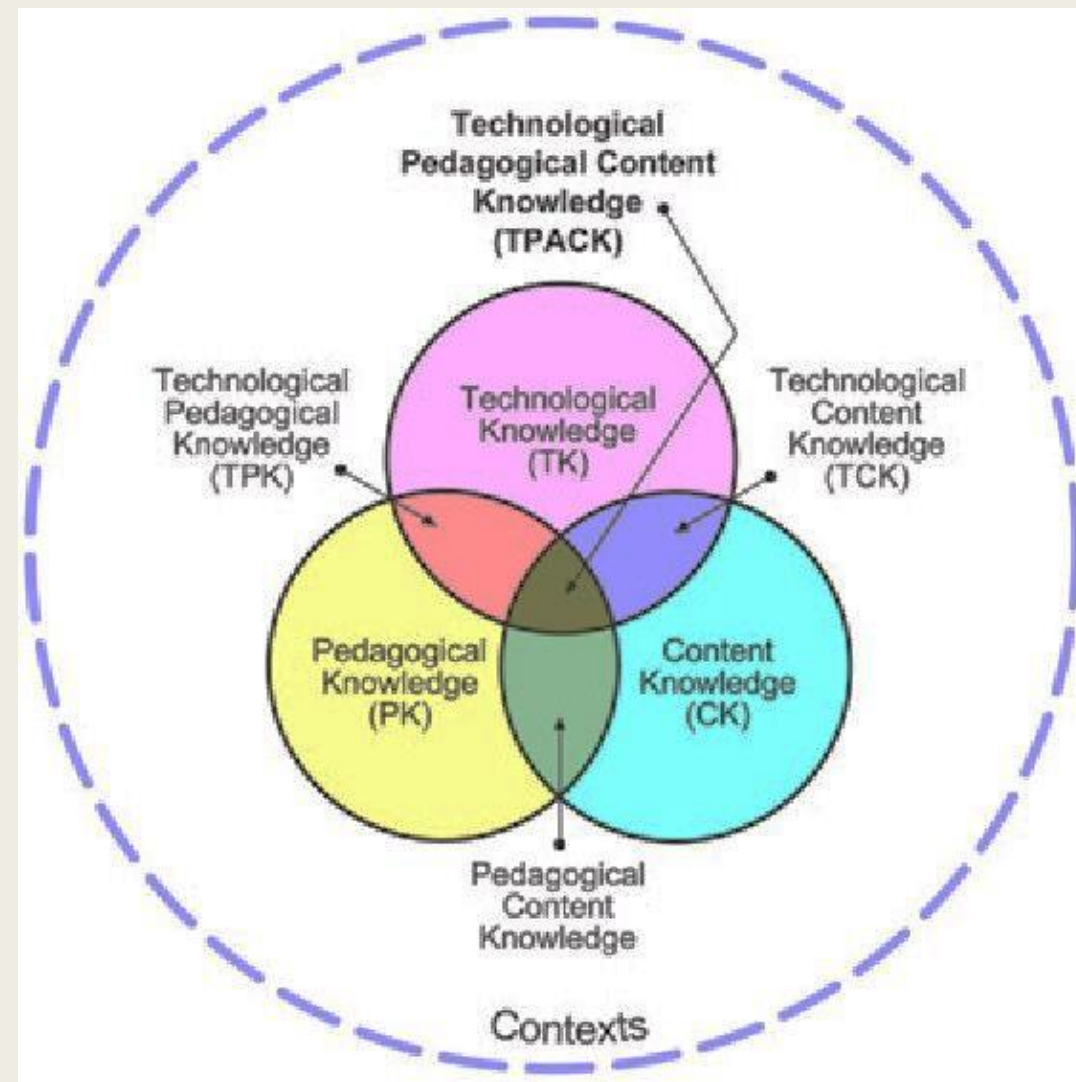 Technological
Pedagogical Content
Knowledge
(TPACK)
Technological
Pedagogical
Knowledge
(TPK)
Technological
Knowledge
(TK)
Technological
Content
Knowledge
(TCK)
Pedagogical
Knowledge
(PK)
Content
Knowledge
(CK)
Pedagogical
Content
Knowledge
Contexts